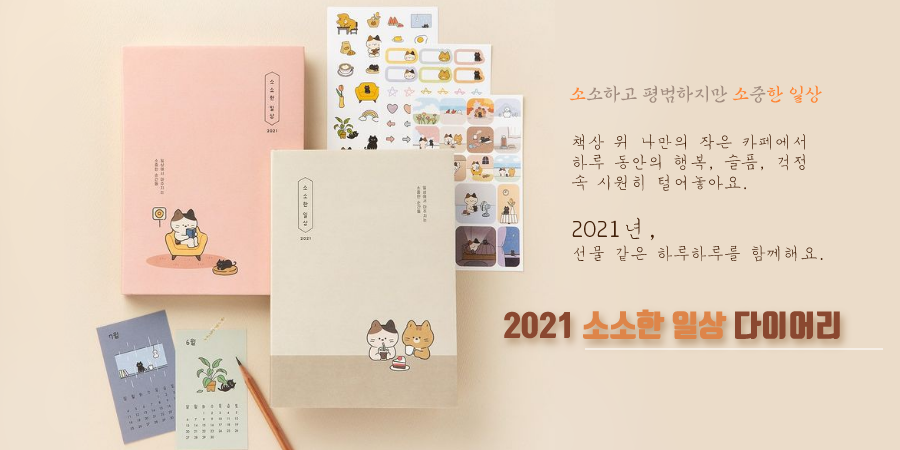 소소하고 평범하지만 소중한 일상
책상 위 나만의 작은 카페에서
하루 동안의 행복, 슬픔, 걱정
속 시원히 털어놓아요.
2021년,
선물 같은 하루하루를 함께해요.
2021 소소한 일상 다이어리
소소한 일상
2021
소소한 일상
2021
11월
6월